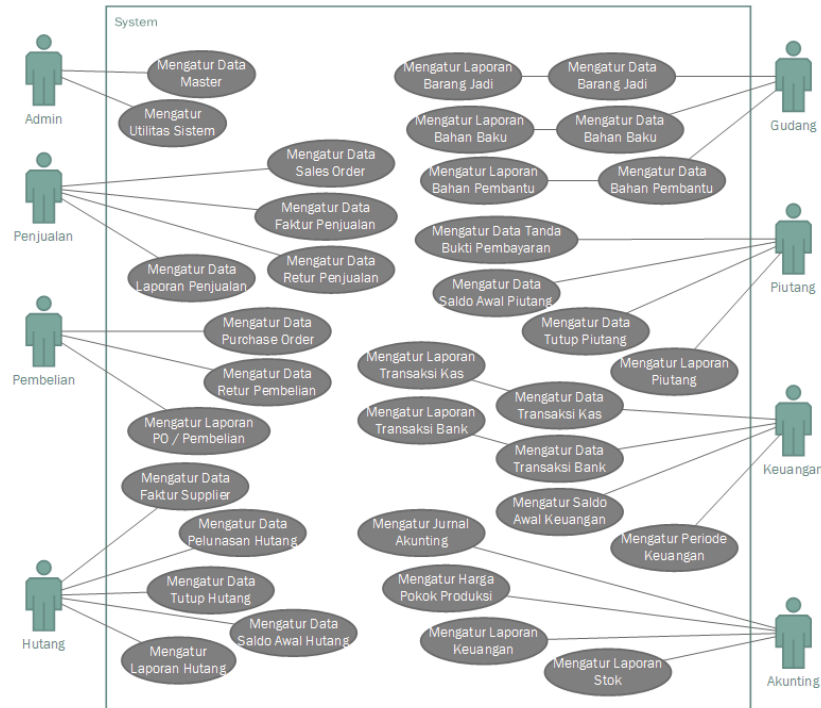 System
Admin
Mengatur Data
Master
Mengatur
Utilitas Sistem
Penjualan
Mengatur Data
Sales Order
Mengatur Data
Faktur Penjualan
Mengatur Data
Retur Penjualan
Mengatur Data
Laporan Penjualan
Pembelian
Mengatur Data
Purchase Order
Mengatur Data
Retur Pembelian
Mengatur Laporan
PO / Pembelian
Hutang
Mengatur Data
Faktur Supplier
Mengatur Data
Pelunasan Hutang
Mengatur Data
Tutup Hutang
Mengatur Data
Saldo Awal Hutang
Mengatur
Laporan Hutang
Mengatur Laporan
Barang Jadi
Mengatur Data
Barang Jadi
Gudang
Mengatur Laporan
Bahan Baku
Mengatur Data
Bahan Baku
Mengatur Laporan
Bahan Pembantu
Mengatur Data
Bahan Pembantu
Mengatur Data Tanda
Bukti Pembayaran
Mengatur Data
Saldo Awal Piutang
Mengatur Data
Tutup Piutang
Mengatur Laporan
Piutang
Piutang
Mengatur Laporan
Transaksi Kas
Mengatur Data
Transaksi Kas
Mengatur Laporan
Transaksi Bank
Mengatur Data
Transaksi Bank
Mengatur Saldo
Awal Keuangan
Mengatur Periode
Keuangan
Keuangan
Mengatur Jurnal
Akunting
Mengatur Harga
Pokok Produksi
Mengatur Laporan
Keuangan
Mengatur Laporan
Stok
Akunting